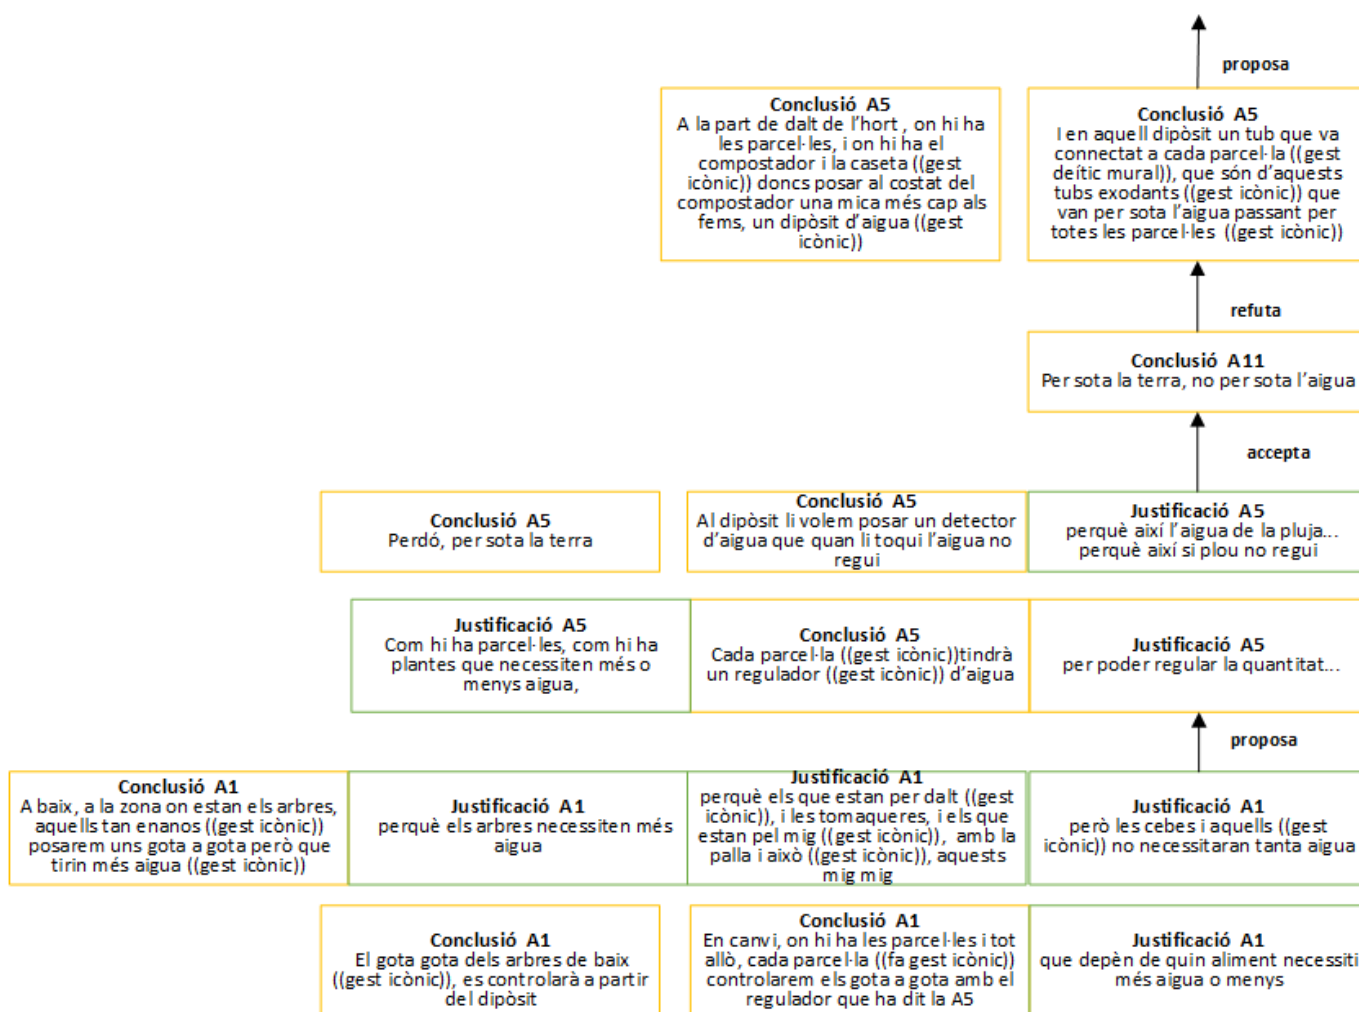 proposa
Conclusió A5
A la part de dalt de l'hort , on hi ha
les parcel·les, i on hi ha el
compostador i la caseta ((gest
icònic)) doncs posar al costat del
compostador una mica més cap als
fems, un dipòsit d'aigua ((gest
icònic))
Conclusió A5
I en aquell dipòsit un tub que va
connectat a cada parcel·la ((gest
deític mural)), que són d'aquests
tubs exodants ((gest icònic)) que
van per sota l'aigua passant per
totes les parcel·les ((gest icònic))
refuta
Conclusió A11
Per sota la terra, no per sota l'aigua
accepta
Conclusió A5
Perdó, per sota la terra
Conclusió A5
Al dipòsit li volem posar un detector
d'aigua que quan li toqui l'aigua no
regui
Justificació A5
perquè així l'aigua de la pluja...
perquè així si plou no regui
Justificació A5
Com hi ha parcel·les, com hi ha
plantes que necessiten més o
menys aigua,
Conclusió A5
Cada parcel·la ((gest icònic))tindrà
un regulador ((gest icònic)) d'aigua
Justificació A5
per poder regular la quantitat...
proposa
Conclusió A1
A baix, a la zona on estan els arbres,
aquells tan enanos ((gest icònic))
posarem uns gota a gota però que
tirin més aigua ((gest icònic))
Justificació A1
perquè els arbres necessiten més
aigua
Justificació A1
perquè els que estan per dalt ((gest
icònic)), i les tomaqueres, i els que
estan pel mig ((gest icònic)), amb la
palla i això ((gest icònic)), aquests
mig mig
Justificació A1
però les cebes i aquells ((gest
icònic)) no necessitaran tanta aigua
Conclusió A1
El gota gota dels arbres de baix
((gest icònic)), es controlarà a partir
del dipòsit
Conclusió A1
En canvi, on hi ha les parcel·les i tot
allò, cada parcel·la ((fa gest icònic))
controlarem els gota a gota amb el
regulador que ha dit la A5
Justificació A1
que depèn de quin aliment necessiti
més aigua o menys